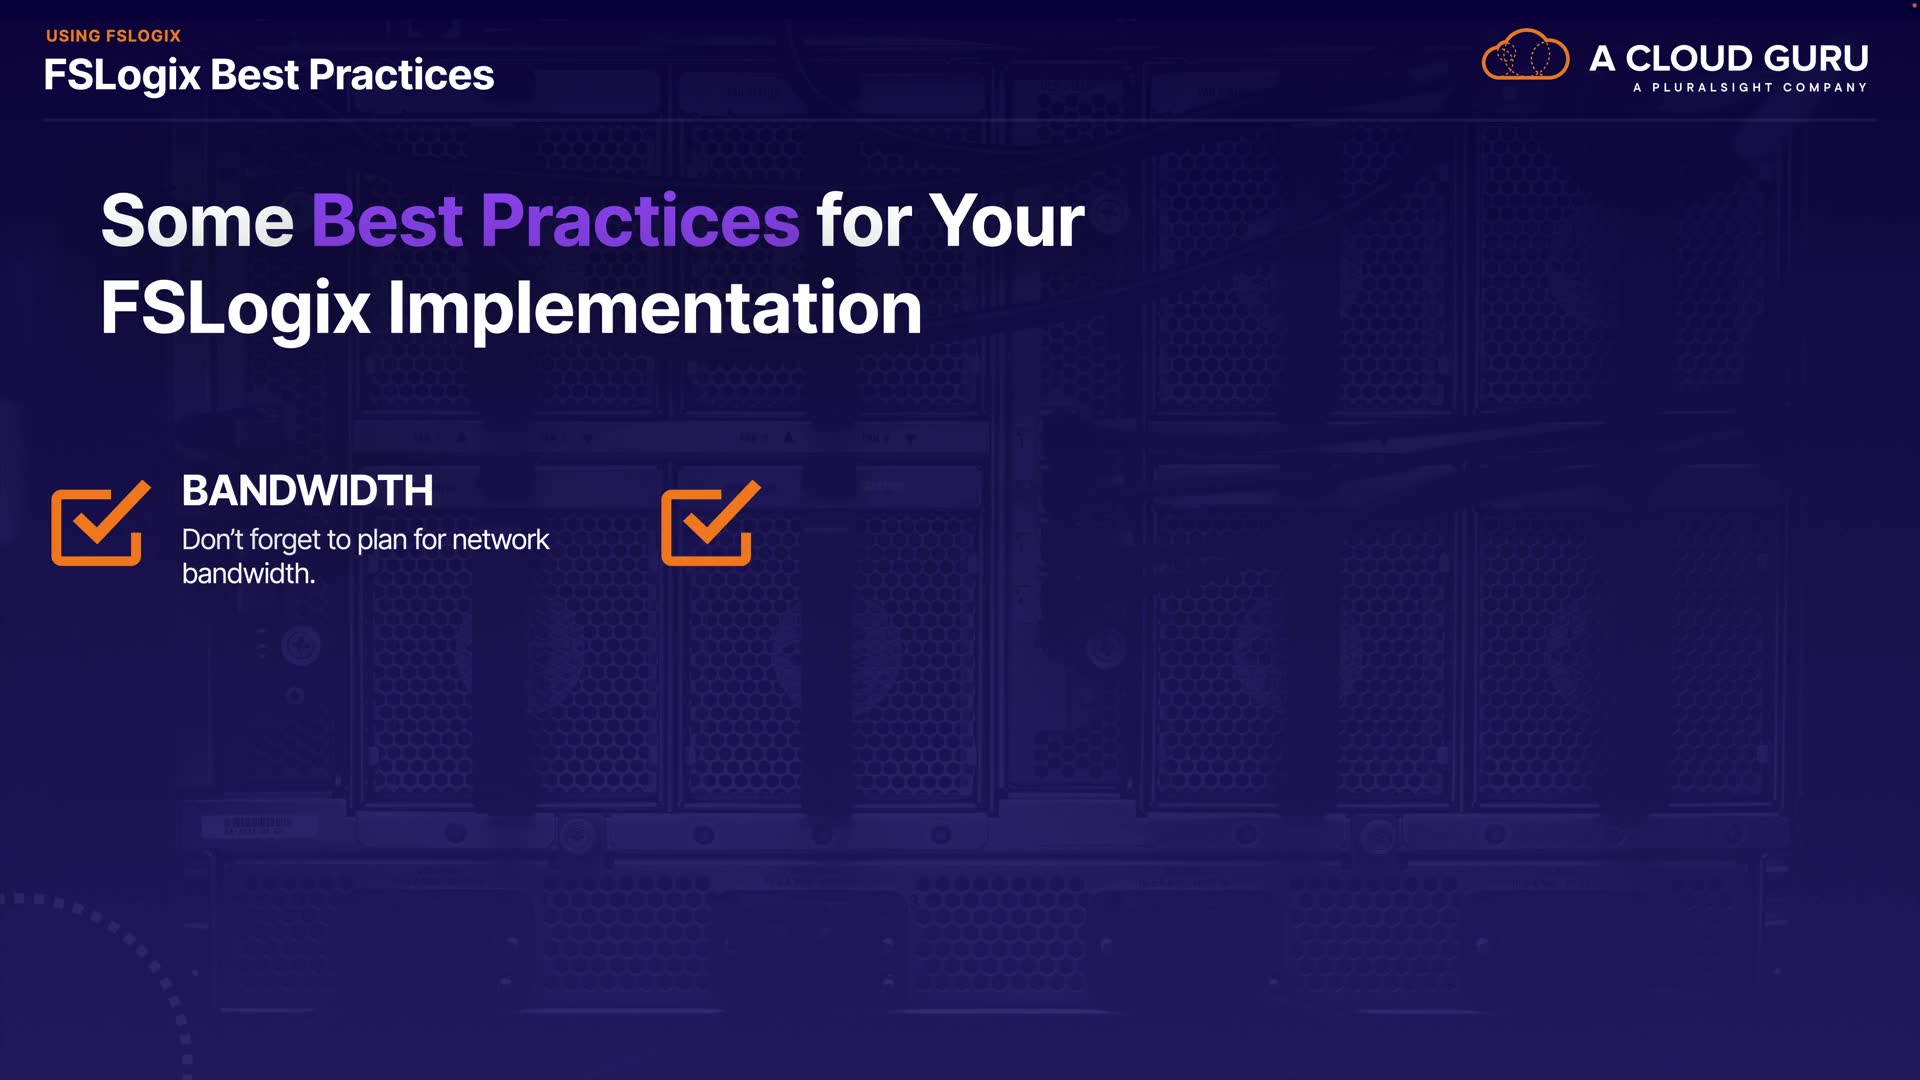 USING FSLOGIX
FSLogix Best Practices
A CLOUD GURU
A PLURALSIGHT COMPANY
Some Best Practices for Your
FSLogix Implementation
BANDWIDTH
Don’t forget to plan for network
bandwidth.